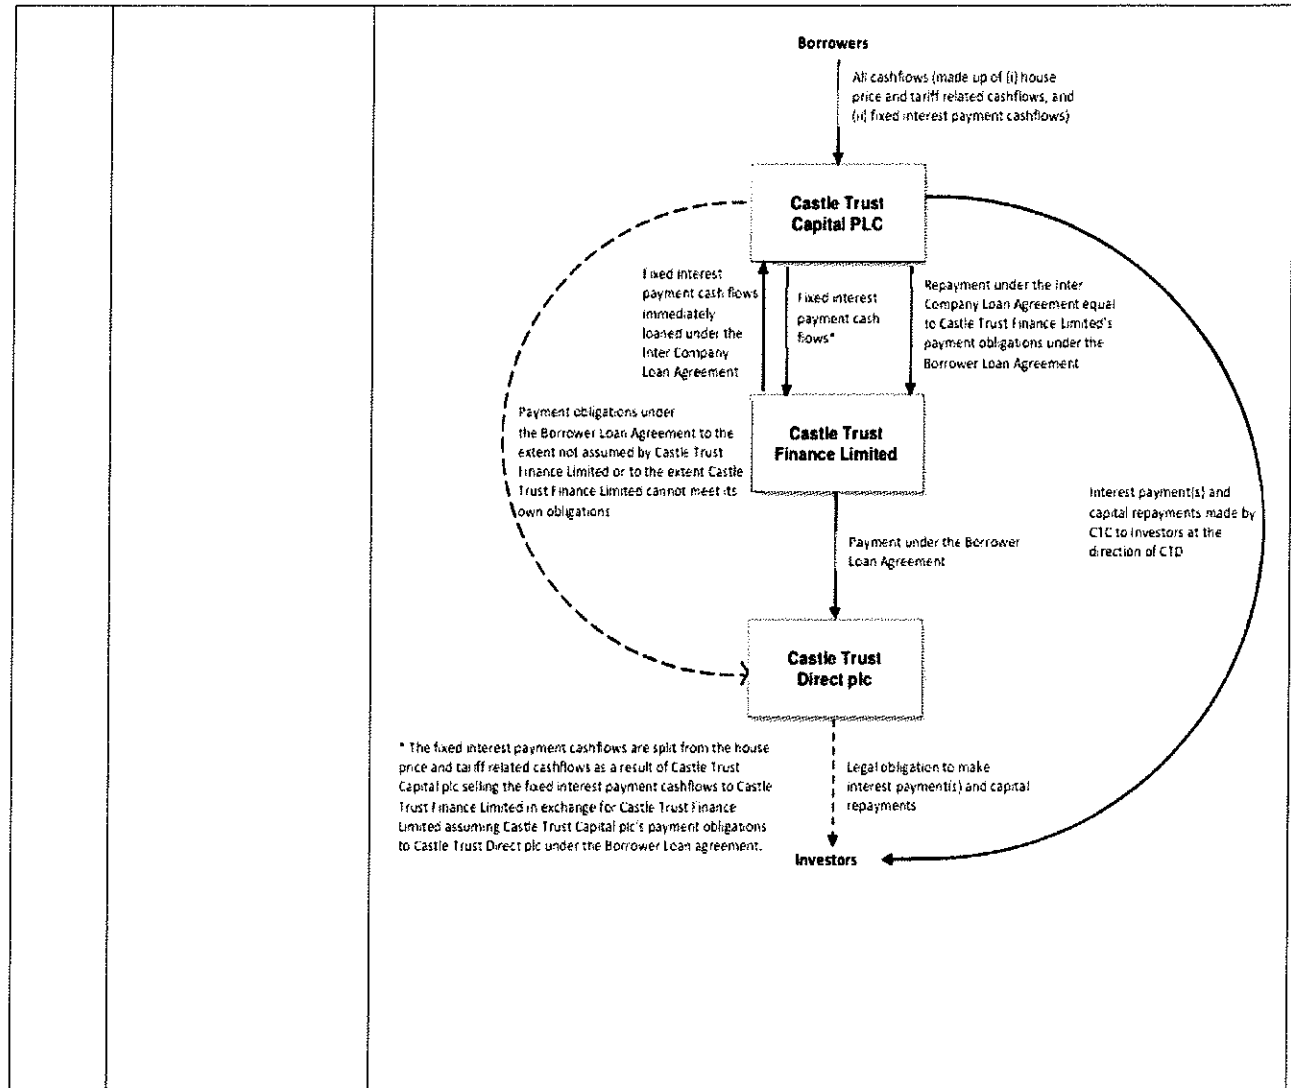 Borrowers
All cashflows (made up of (i) house
price and tariff related cashflows, and
(ii) fixed interest payment cashflows)
Castle Trust
Capital PLC
Fixed interest
payment cash flows
immediately
loaned under the
Inter Company
Loan Agreement
Fixed interest
payment cash
flows*
Repayment under the Inter
Company Loan Agreement equal
to Castle Trust Finance Limited's
payment obligations under the
Borrower Loan Agreement
Payment obligations under
the Borrower Loan Agreement to the
extent not assumed by Castle Trust
Finance Limited or to the extent Castle
Trust Finance Limited cannot meet its
own obligations
Castle Trust
Finance Limited
Interest payment(s) and
capital repayments made by
CTC to Investors at the
direction of CTD
Payment under the Borrower
Loan Agreement
Castle Trust
Direct plc
* The fixed interest payment cashflows are split from the house
price and tariff related cashflows as a result of Castle Trust
Capital plc selling the fixed interest payment cashflows to Castle
Trust Finance Limited in exchange for Castle Trust Finance
Limited assuming Castle Trust Capital plc's payment obligations
to Castle Trust Direct plc under the Borrower Loan agreement.
Legal obligation to make
interest payment(s) and capital
repayments
Investors